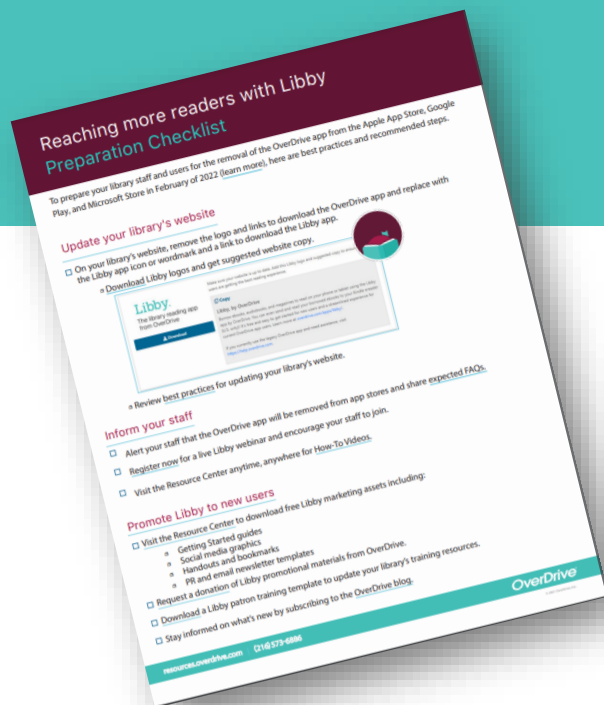 Reaching more readers with Libby
Preparation Checklist
To prepare your library staff and users for the removal of the OverDrive app from the Apple App Store, Google
Play, and Microsoft Store in February of 2022 (learn more), here are best practices and recommended steps.
Update your library's website
On your library's website, remove the logo and links to download the OverDrive app and replace with
the Libby app icon or wordmark and a link to download the Libby app.
Download Libby logos and get suggested website copy.
Libby.
The library reading app
from OverDrive
Download
Copy
Libby, by OverDrive
Review best practices for updating your library's website.
Inform your staff
Alert your staff that the OverDrive app will be removed from app stores and share expected FAQs.
Register now for a live Libby webinar and encourage your staff to join.
Visit the Resource Center anytime, anywhere for How-To Videos.
Promote Libby to new users
Visit the Resource Center to download free Libby marketing assets including:
Getting Started guides
Social media graphics
Handouts and bookmarks
PR and email newsletter templates
Request a donation of Libby promotional materials from OverDrive.
Download a Libby patron training template to update your library's training resources.
Stay informed on what's new by subscribing to the OverDrive blog.
resources.overdrive.com (216) 573-6886
OverDrive